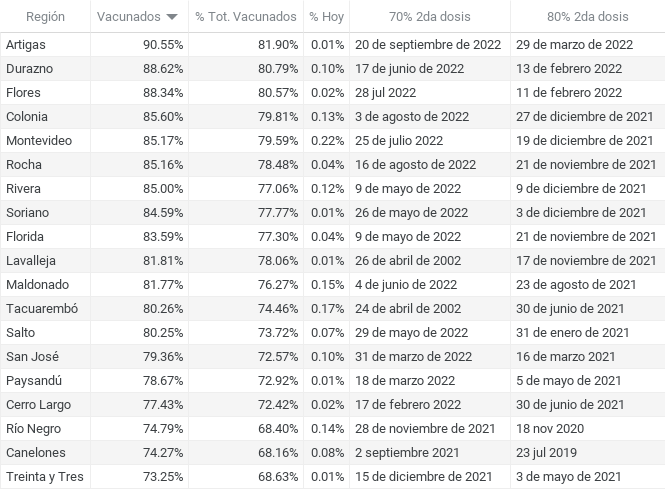 Región Vacunados % Tot. Vacunados % Hoy 70% 2da dosis 80% 2da dosis
Artigas 90.55% 81.90% 0.01% 20 de septiembre de 2022 29 de marzo de 2022
Durazno 88.62% 80.79% 0.10% 17 de junio de 2022 13 de febrero 2022
Flores 88.34% 80.57% 0.02% 28 jul 2022 11 de febrero 2022
Colonia 85.60% 79.81% 0.13% 3 de agosto de 2022 27 de diciembre de 2021
Montevideo 85.17% 79.59% 0.22% 25 de julio 2022 19 de diciembre de 2021
Rocha 85.16% 78.48% 0.04% 16 de agosto de 2022 21 de noviembre de 2021
Rivera 85.00% 77.06% 0.12% 9 de mayo de 2022 9 de diciembre de 2021
Soriano 84.59% 77.77% 0.01% 26 de mayo de 2022 3 de diciembre de 2021
Florida 83.59% 77.30% 0.04% 9 de mayo de 2022 21 de noviembre de 2021
Lavalleja 81.81% 78.06% 0.01% 26 de abril de 2002 17 de noviembre de 2021
Maldonado 81.77% 76.27% 0.15% 4 de junio de 2022 23 de agosto de 2021
Tacuarembó 80.26% 74.46% 0.17% 24 de abril de 2002 30 de junio de 2021
Salto 80.25% 73.72% 0.07% 29 de mayo de 2022 31 de enero de 2021
San José 79.36% 72.57% 0.10% 31 de marzo de 2022 16 de marzo 2021
Paysandú 78.67% 72.92% 0.01% 18 de marzo 2022 5 de mayo de 2021
Cerro Largo 77.43% 72.42% 0.02% 17 de febrero 2022 30 de junio de 2021
Río Negro 74.79% 68.40% 0.14% 28 de noviembre de 2021 18 nov 2020
Canelones 74.27% 68.16% 0.08% 2 septiembre 2021 23 jul 2019
Treinta y Tres 73.25% 68.63% 0.01% 15 de diciembre de 2021 3 de mayo de 2021